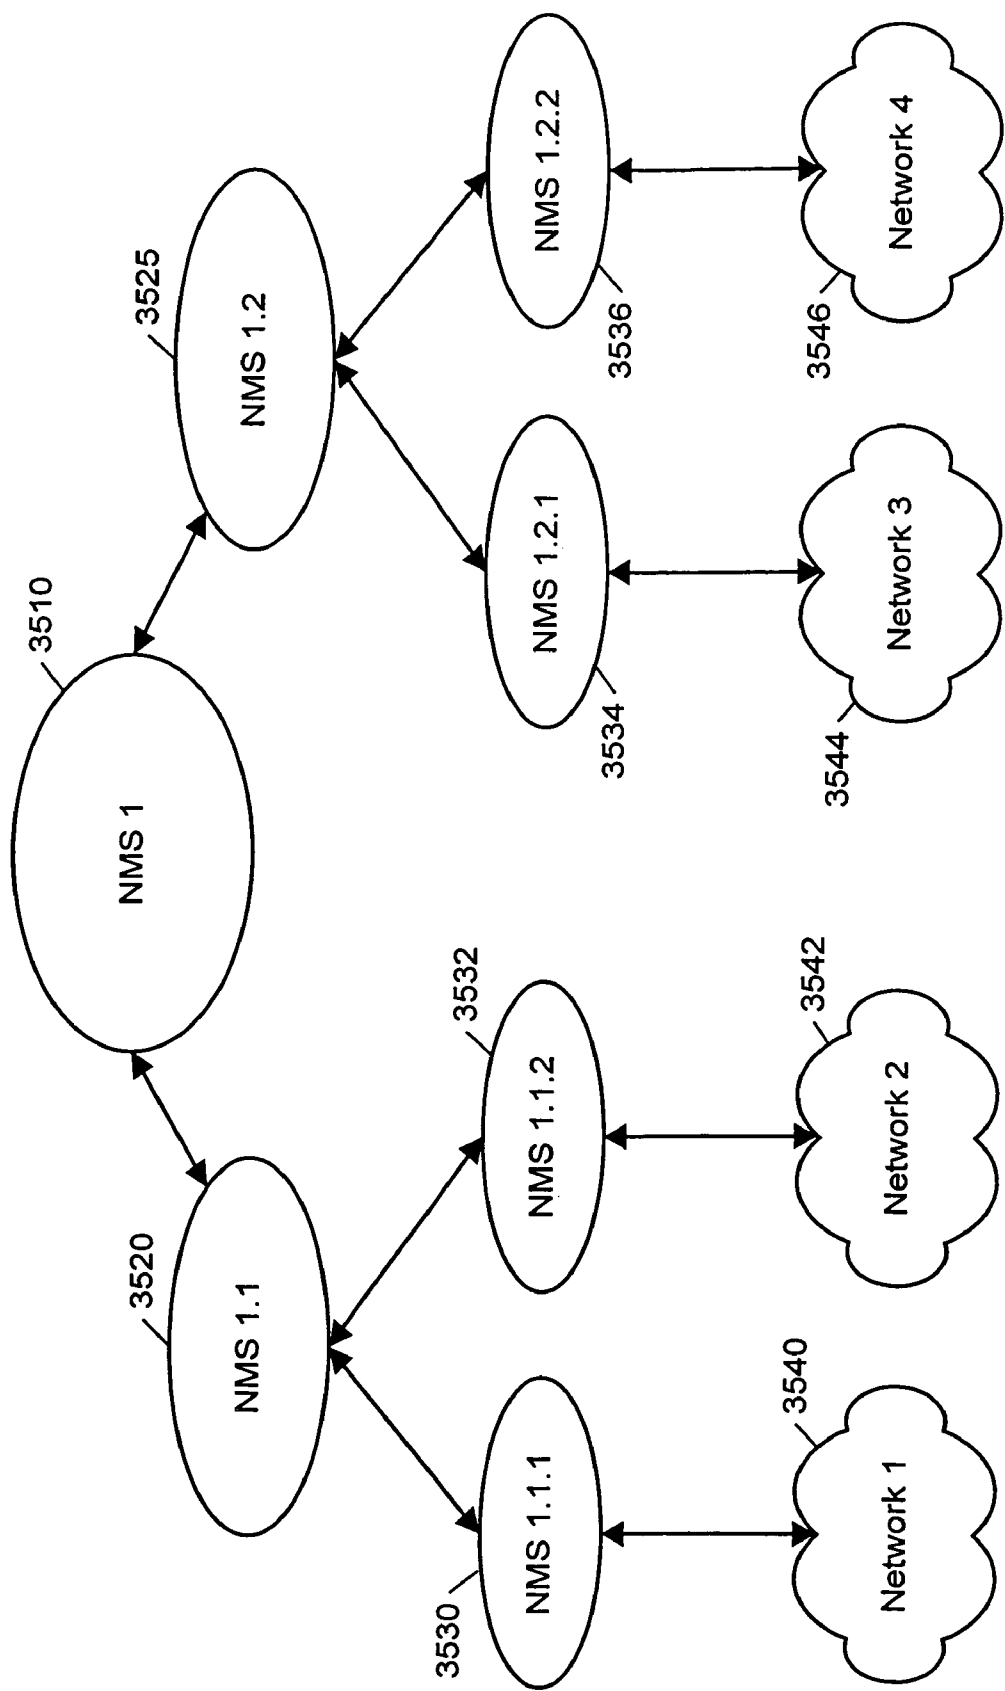 3510
NMS 1
3520
NMS 1.1
3525
NMS 1.2
3530
NMS 1.1.1
3532
NMS 1.1.2
3534
NMS 1.2.1
3536
NMS 1.2.2
3540
Network 1
3542
Network 2
3544
Network 3
3546
Network 4